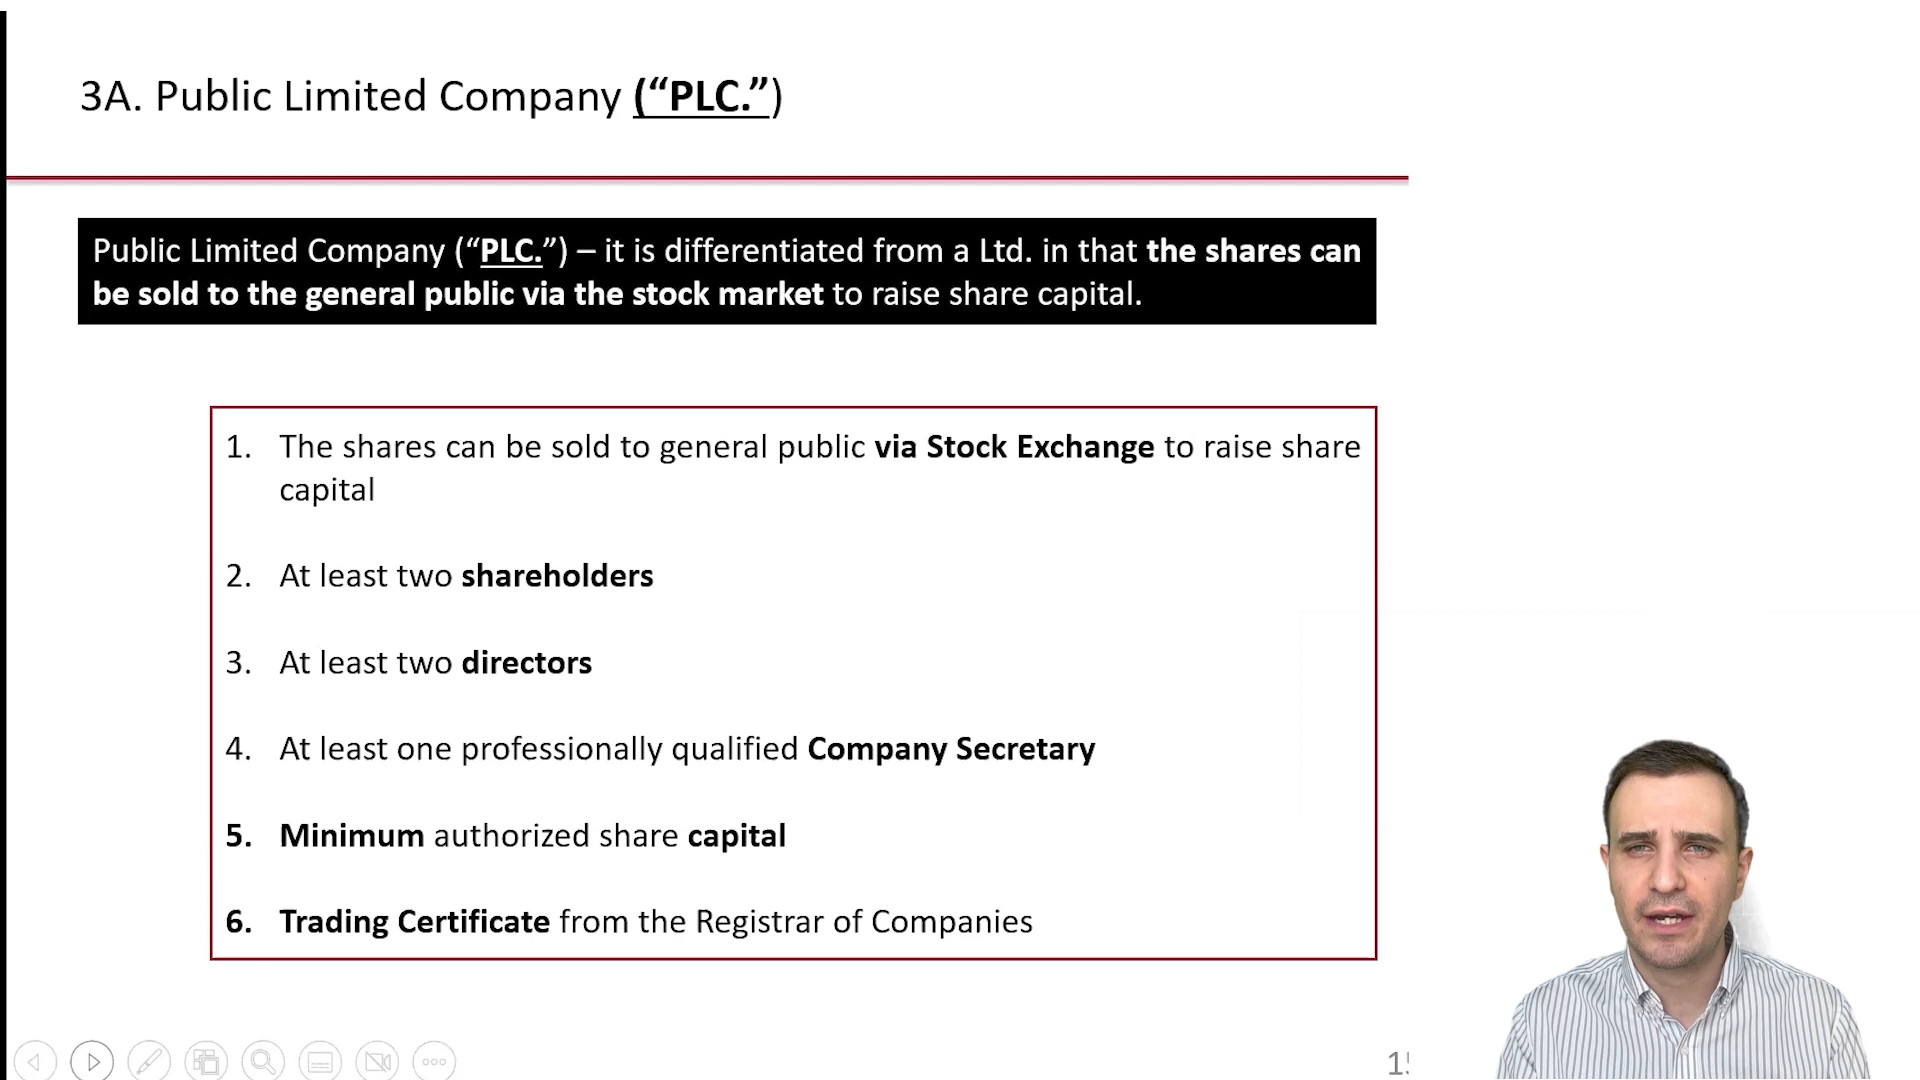 3A. Public Limited Company (“PLC.”)
Public Limited Company (“PLC.”) – it is differentiated from a Ltd. in that the shares can
be sold to the general public via the stock market to raise share capital.
1. The shares can be sold to general public via Stock Exchange to raise share
capital
2. At least two shareholders
3. At least two directors
4. At least one professionally qualified Company Secretary
5. Minimum authorized share capital
6. Trading Certificate from the Registrar of Companies